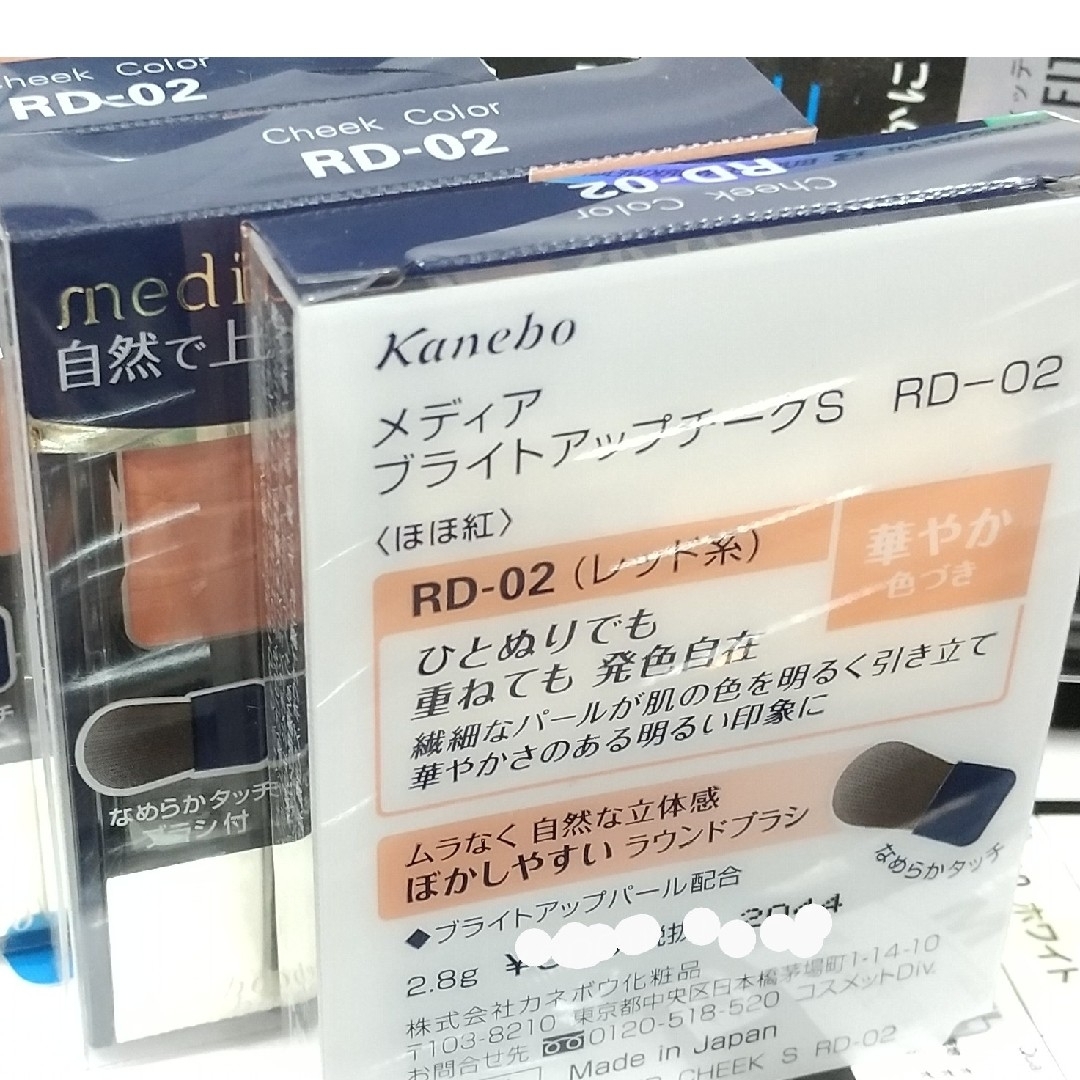 Cheek Color
RD-02
Cheek Color
RD-02
Cheek Color
RD-02
medi
自然で上
なめらかタッチ
ブラシ付
Kanebo
メディア
ブライトアップチークS RD-02
〈ほほ紅〉
RD-02 (レッド系)
華やか
色づき
ひとぬりでも
重ねても 発色自在
繊細なパールが肌の色を明るく引き立て
華やかさのある明るい印象に
ムラなく 自然な立体感
ぼかしやすい ラウンドブラシ
なめらかタッチ
◆ブライトアップパール配合
2.8g ¥
税抜
株式会社カネボウ化粧品
〒103-8210 東京都中央区日本橋茅場町1-14-10
お問合せ先 0120-518-520 コスメットDiv.
Made in Japan
CHEEK S RD-02
かに
ホワイト